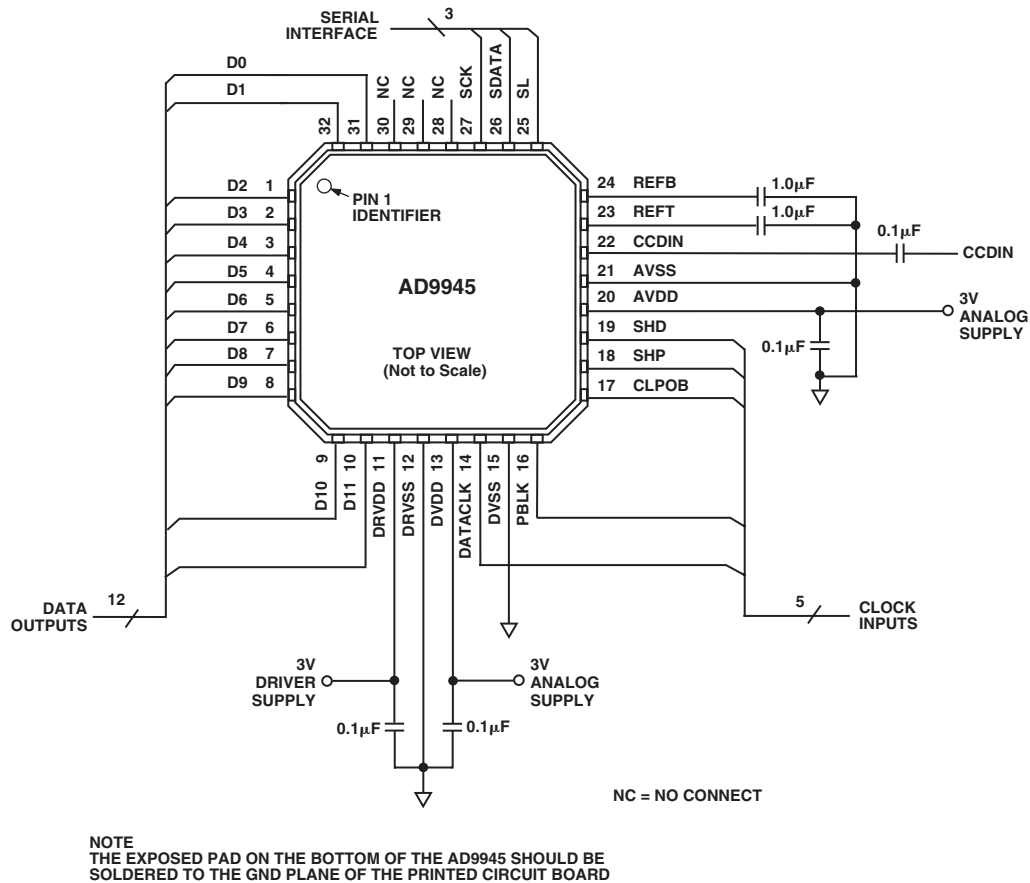 SERIAL
INTERFACE
3
D0
D1
NC
NC
NC
SCK
SDATA
SL
32
31
30
29
28
27
26
25
D2 1
D3 2
D4 3
D5 4
D6 5
D7 6
D8 7
D9 8
PIN 1
IDENTIFIER
AD9945
TOP VIEW
(Not to Scale)
24 REFB
23 REFT
22 CCDIN
21 AVSS
20 AVDD
19 SHD
18 SHP
17 CLPOB
1.0μF
1.0μF
0.1μF
CCDIN
3V
ANALOG
SUPPLY
0.1μF
D10 9
D11 10
DRVDD 11
DRVSS 12
DVDD 13
DATACLK 14
DVSS 15
PBLK 16
DATA
OUTPUTS
12
5
CLOCK
INPUTS
3V
DRIVER
SUPPLY
3V
ANALOG
SUPPLY
0.1μF
0.1μF
NC = NO CONNECT
NOTE
THE EXPOSED PAD ON THE BOTTOM OF THE AD9945 SHOULD BE
SOLDERED TO THE GND PLANE OF THE PRINTED CIRCUIT BOARD